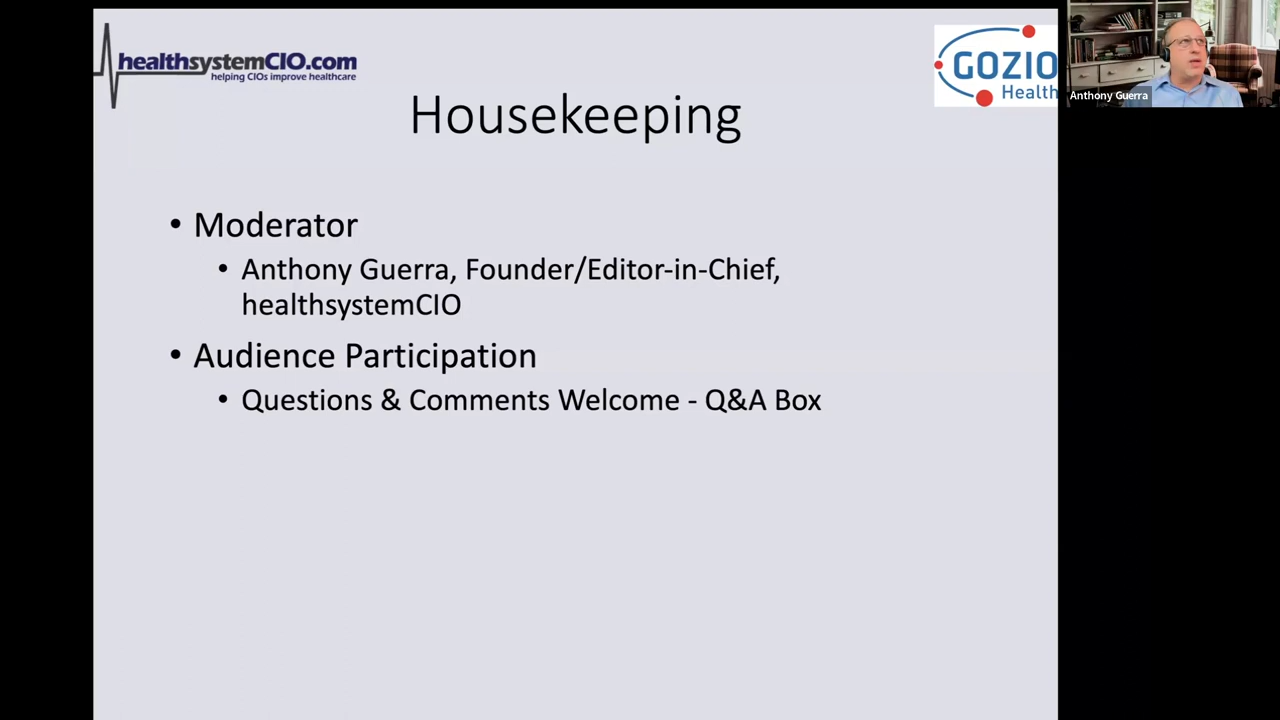 healthsystemCIO.com
helping CIOs improve healthcare
GOZIO
Health
Anthony Guerra
Housekeeping
• Moderator
• Anthony Guerra, Founder/Editor-in-Chief,
healthsystemCIO
• Audience Participation
• Questions & Comments Welcome - Q&A Box